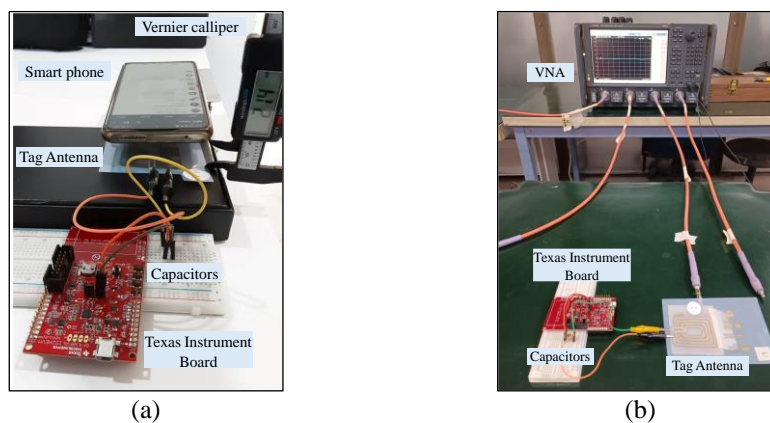 Vernier calliper
Smart phone
Tag Antenna
Capacitors
Texas Instrument
Board
(a)
VNA
Texas Instrument
Board
Capacitors
Tag Antenna
(b)